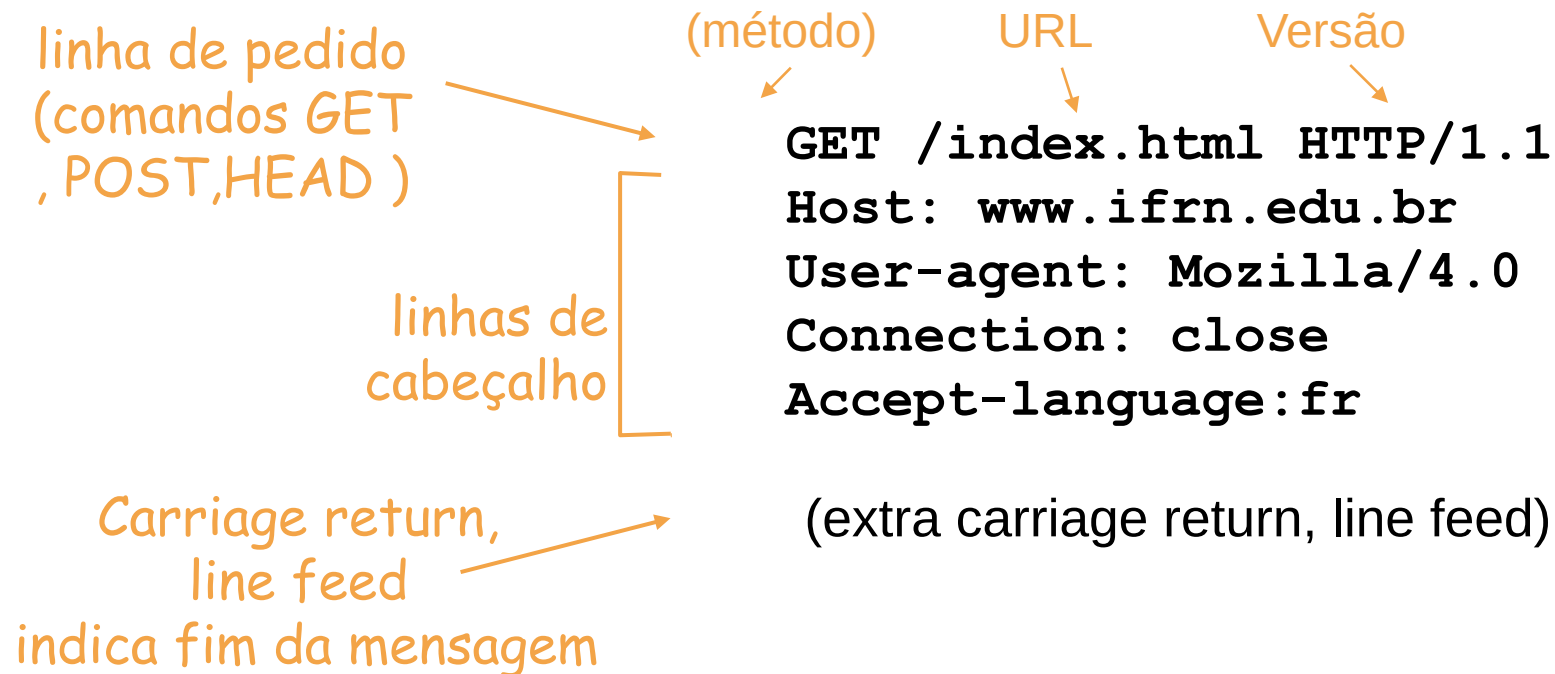 (método) URL Versão
linha de pedido
(comandos GET
, POST,HEAD )
GET /index.html HTTP/1.1
Host: www.ifrn.edu.br
User-agent: Mozilla/4.0
Connection: close
Accept-language:fr
linhas de
cabeçalho
Carriage return,
line feed
indica fim da mensagem
(extra carriage return, line feed)